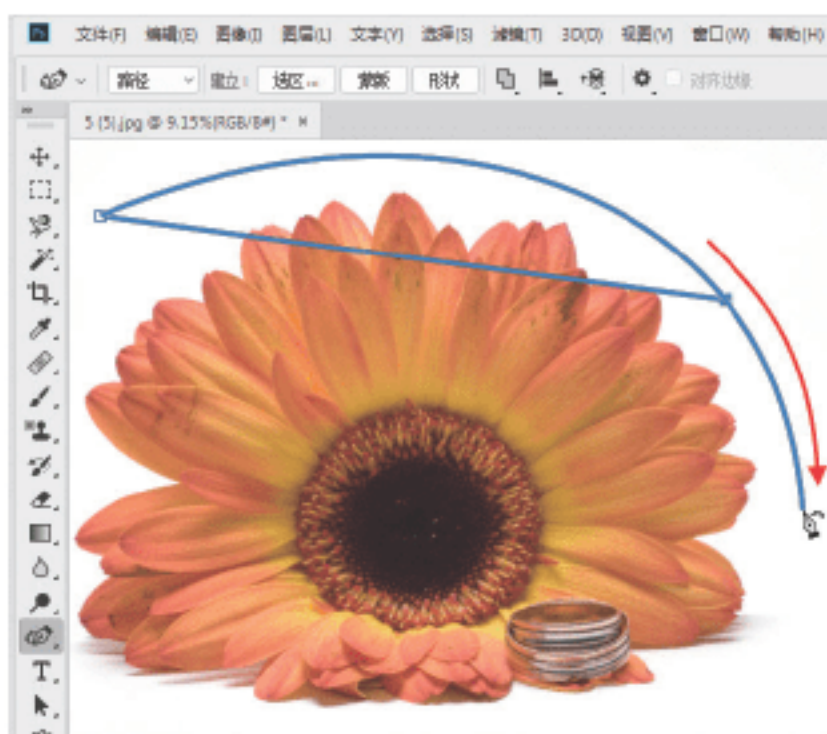 Ps 文件(F) 编辑(E) 图像(I) 图层(L) 文字(Y) 选择(S) 滤镜(T) 3D(D) 视图(V) 窗口(W) 帮助(H)
路径 建立: 选区... 蒙版 形状 对齐边缘
5 (5).jpg @ 9.15%(RGB/8#) * ×